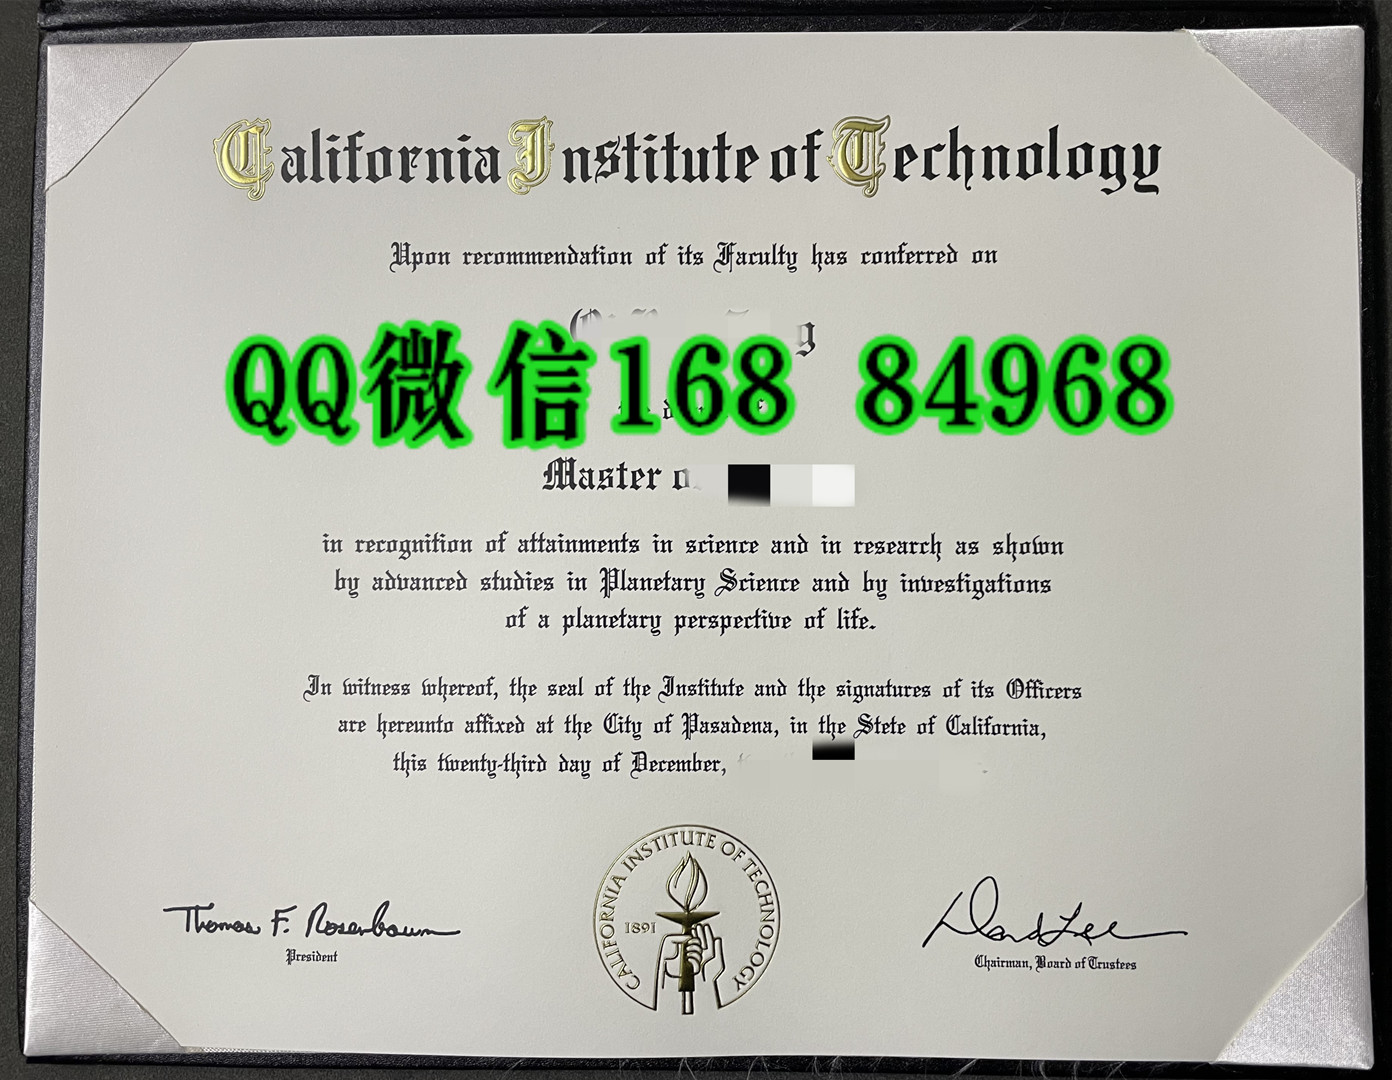 California Institute of Technology
Upon recommendation of its Faculty has conferred on
QQ微信168 84968
Master
in recognition of attainments in science and in research as shown
by advanced studies in Planetary Science and by investigations
of a planetary perspective of life.
In witness whereof, the seal of the Institute and the signatures of its Officers
are hereunto affixed at the City of Pasadena, in the Stete of California,
this twenty-third day of December,
CALIFORNIA INSTITUTE OF TECHNOLOGY
1891
Thomas F. Rosenbaum
President
David Lee
Chairman, Board of Trustees